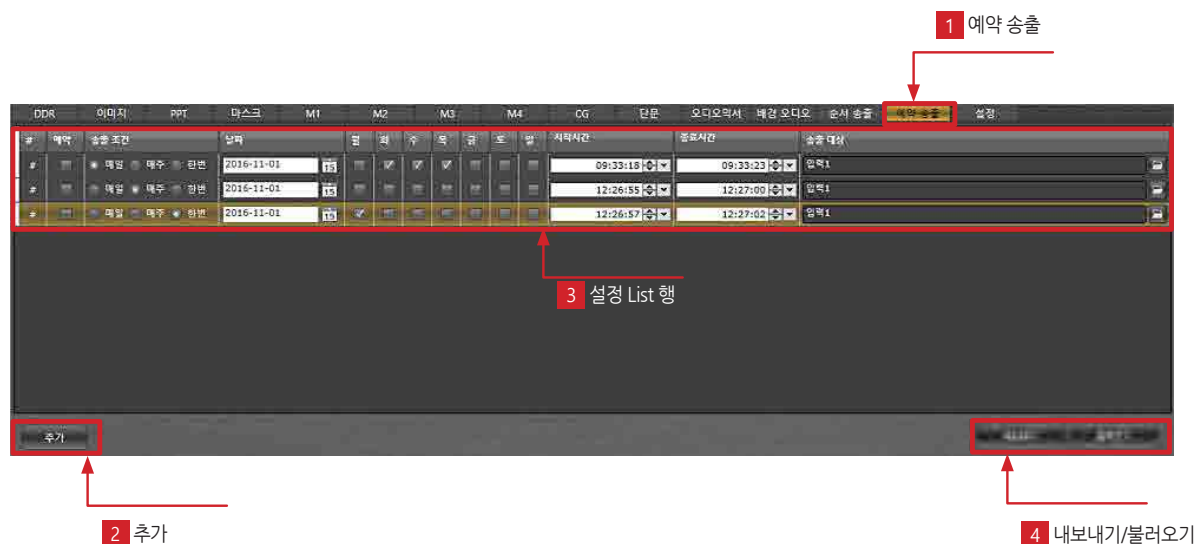 1 예약 송출
DDR 이미지 PPT 마스크 M1 M2 M3 M4 CG 단문 오디오믹서 배경 오디오 순서 송출 예약 송출 설정
# 예약 송출 조건 날짜 월 화 수 목 금 토 일 시작시간 종료시간 송출 대상
# 매일 매주 한번 2016-11-01 15 09:33:18 09:33:23 입력1
# 매일 매주 한번 2016-11-01 15 12:26:55 12:27:00 입력1
# 매일 매주 한번 2016-11-01 15 12:26:57 12:27:02 입력1
3 설정 List 행
추가
2 추가
4 내보내기/불러오기